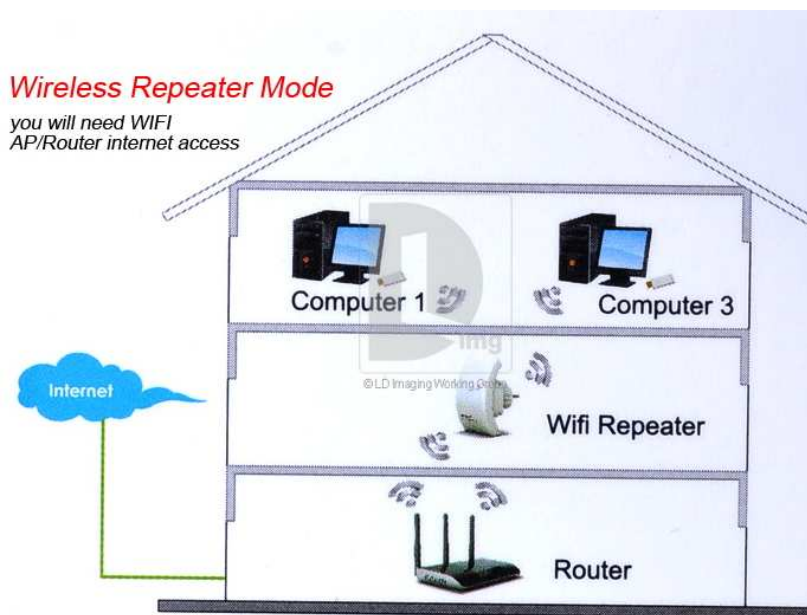 Wireless Repeater Mode
you will need WIFI
AP/Router internet access
Computer 1
Computer 3
img
© LD Imaging Working Group
Internet
Wifi Repeater
Router